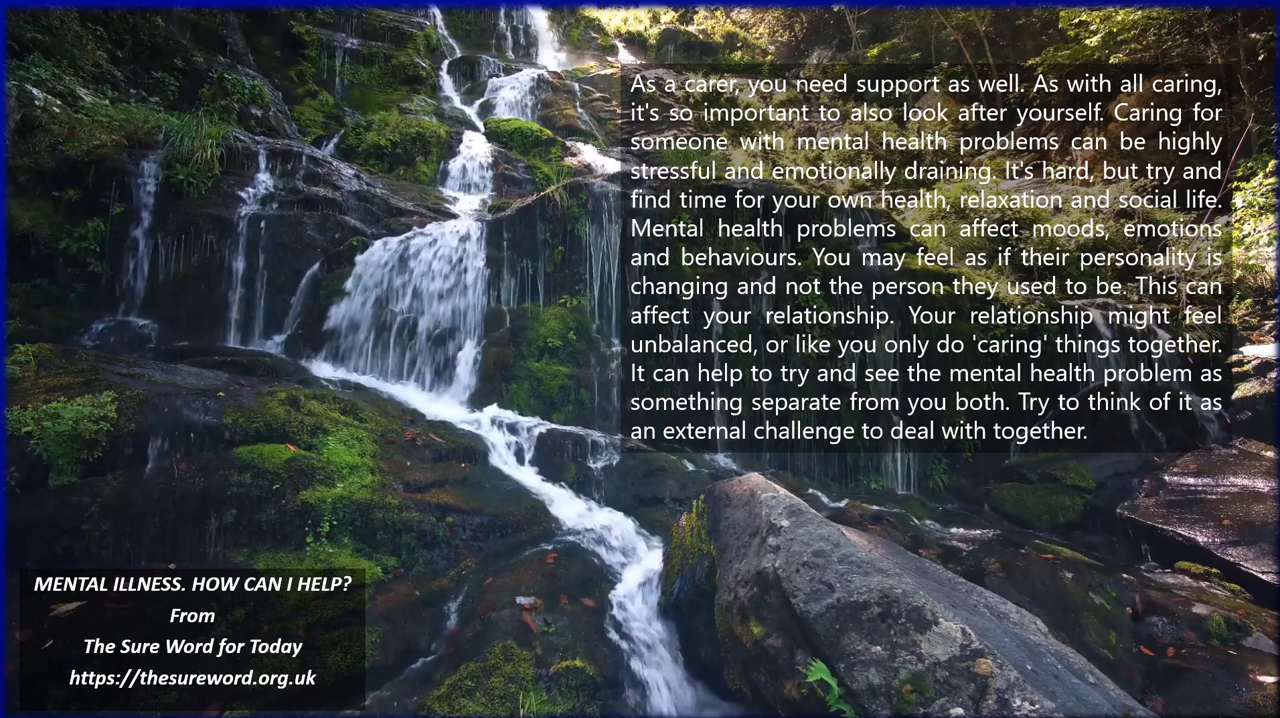 As a carer, you need support as well. As with all caring,
it's so important to also look after yourself. Caring for
someone with mental health problems can be highly
stressful and emotionally draining. It's hard, but try and
find time for your own health, relaxation and social life.
Mental health problems can affect moods, emotions
and behaviours. You may feel as if their personality is
changing and not the person they used to be. This can
affect your relationship. Your relationship might feel
unbalanced, or like you only do 'caring' things together.
It can help to try and see the mental health problem as
something separate from you both. Try to think of it as
an external challenge to deal with together.
MENTAL ILLNESS. HOW CAN I HELP?
From
The Sure Word for Today
https://thesureword.org.uk